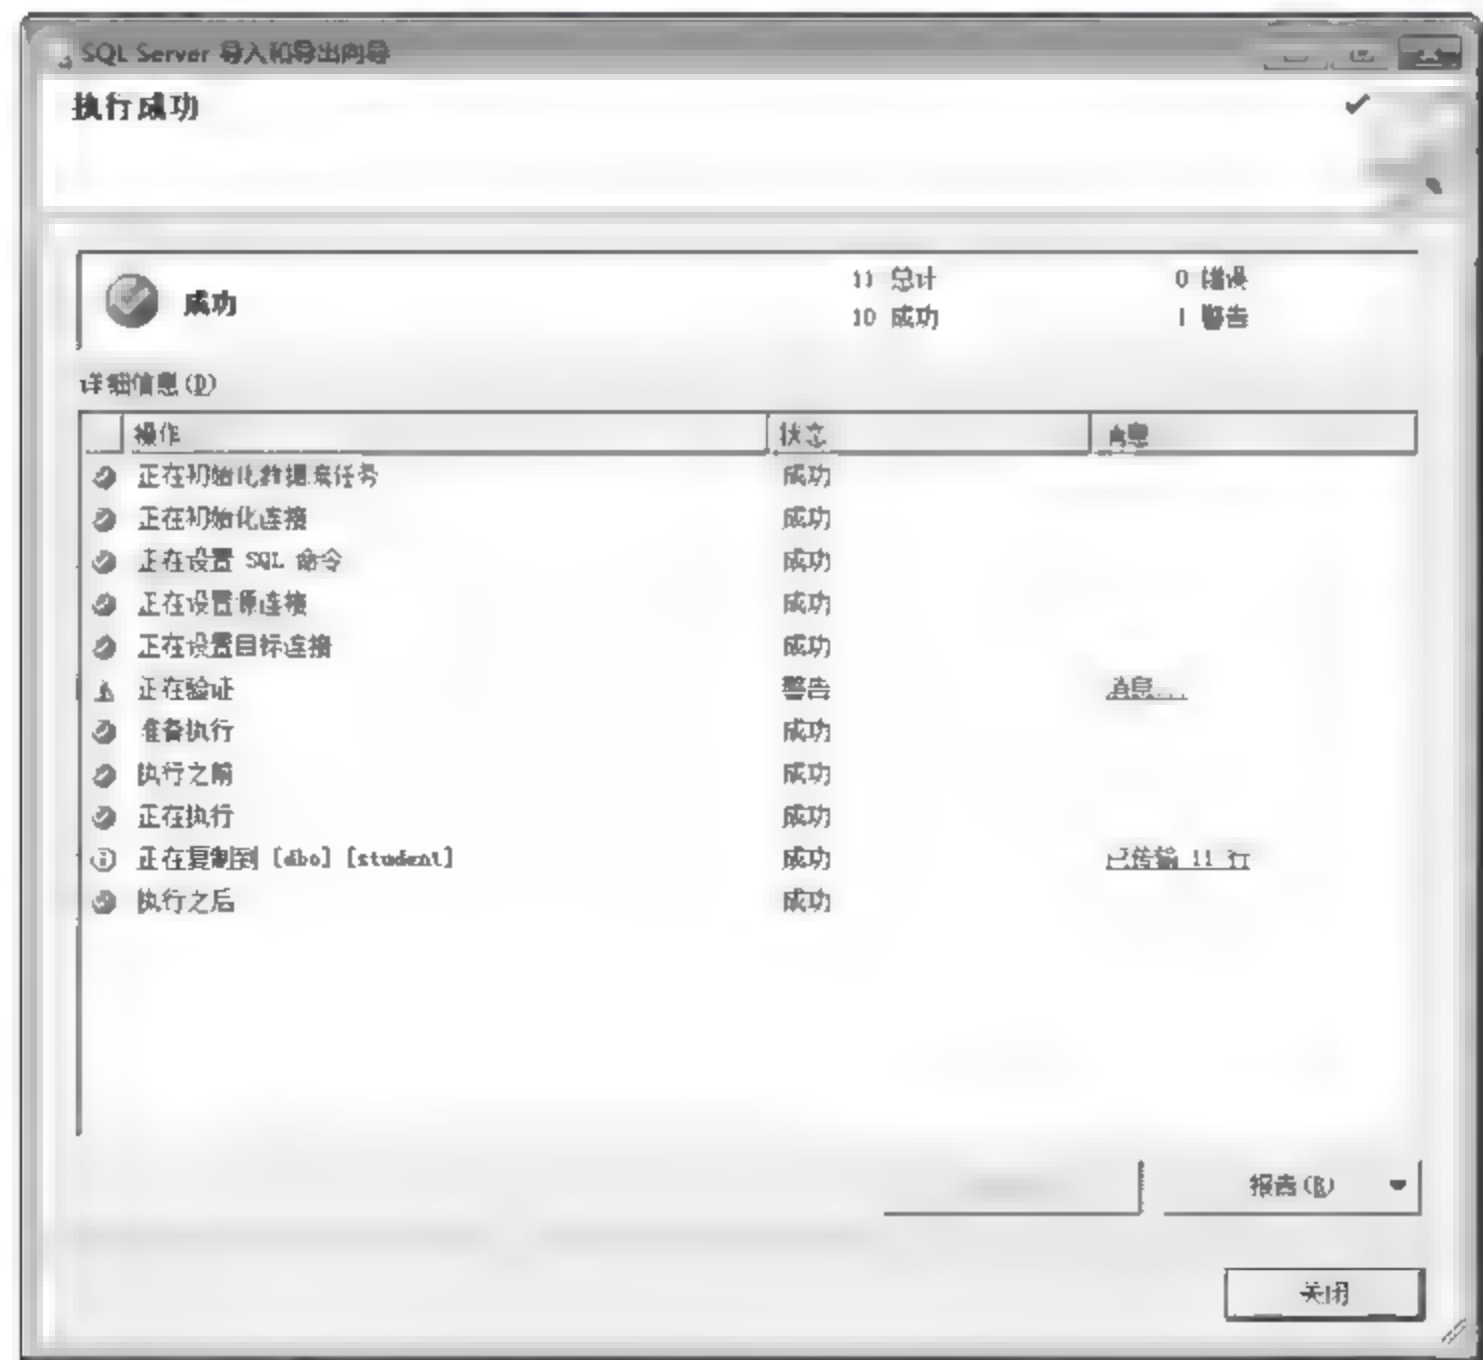 SQL Server 导入和导出向导
执行成功
成功
11 总计
0 错误
10 成功
1 警告
详细信息(D)
操作 状态 消息
正在初始化数据流任务 成功
正在初始化连接 成功
正在设置 SQL 命令 成功
正在设置源连接 成功
正在设置目标连接 成功
正在验证 警告 消息...
准备执行 成功
执行之前 成功
正在执行 成功
正在复制到 [dbo] [student] 成功 已传输 11 行
执行之后 成功
报告(R)
关闭